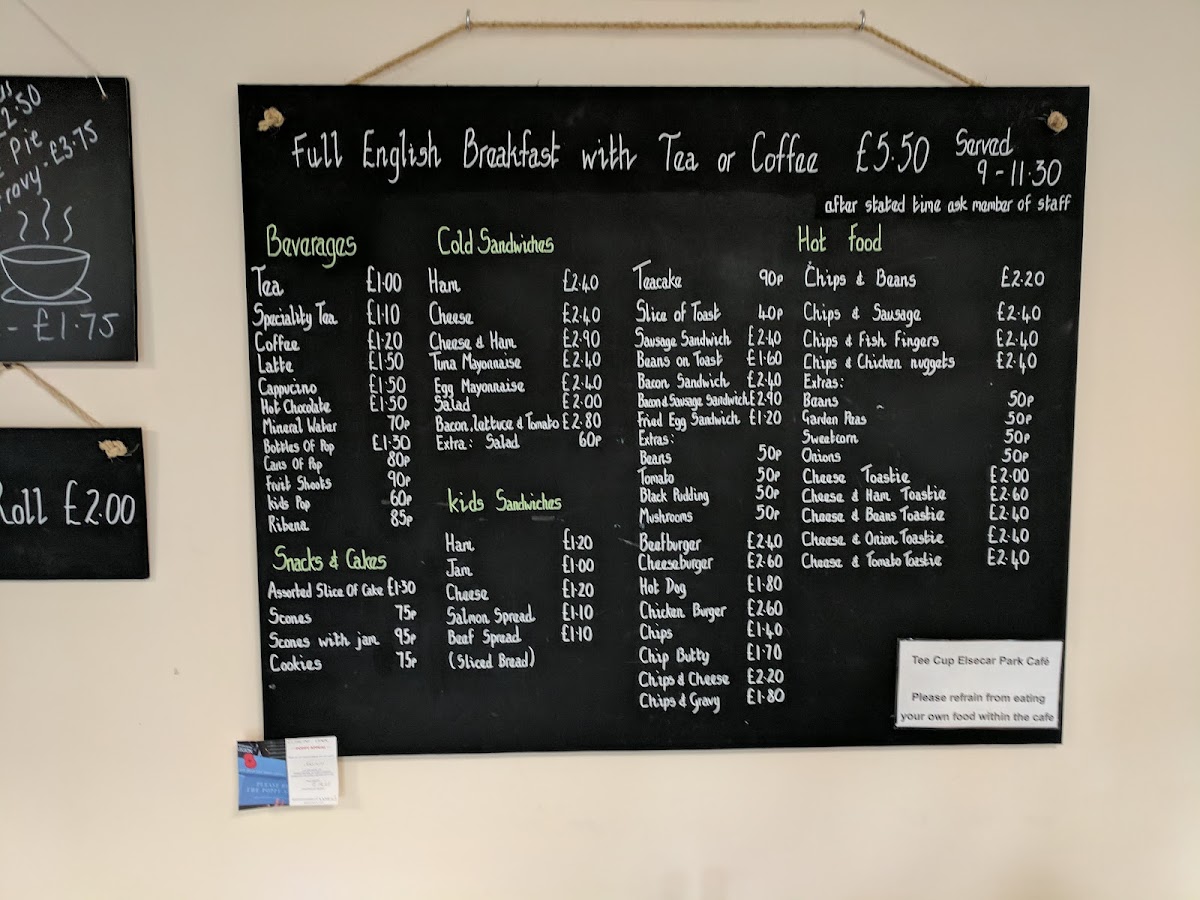 £2.50
Pie
£3.75
- £1.75
Roll £2.00
Full English Breakfast with Tea or Coffee £5.50 Served
9 - 11.30
after stated time ask member of staff
Beverages
Tea £1.00
Speciality Tea £1.10
Coffee £1.20
Latte £1.50
Cappucino £1.50
Hot Chocolate £1.50
Mineral Water 70p
Bottles Of Pop £1.30
Cans Of Pop 80p
Fruit Shoots 90p
kids Pop 60p
Ribena 85p
Snacks & Cakes
Assorted Slice Of Cake £1.30
Scones 75p
Scones with jam 95p
Cookies 75p
Cold Sandwiches
Ham £2.40
Cheese £2.40
Cheese & Ham £2.90
Tuna Mayonnaise £2.40
Egg Mayonnaise £2.40
Salad £2.00
Bacon, lettuce & Tomato £2.80
Extra: Salad 60p
kids Sandwiches
Ham £1.20
Jam £1.00
Cheese £1.20
Salmon Spread £1.10
Beef Spread £1.10
(Sliced Bread)
Teacake 90p
Slice of Toast 40p
Sausage Sandwich £2.40
Beans on Toast £1.60
Bacon Sandwich £2.40
Bacon & Sausage Sandwich £2.90
Fried Egg Sandwich £1.20
Extras:
Beans 50p
Tomato 50p
Black Pudding 50p
Mushrooms 50p
Beefburger £2.40
Cheeseburger £2.60
Hot Dog £1.80
Chicken Burger £2.60
Chips £1.40
Chip Butty £1.70
Chips & Cheese £2.20
Chips & Gravy £1.80
Hot Food
Chips & Beans £2.20
Chips & Sausage £2.40
Chips & Fish Fingers £2.40
Chips & Chicken nuggets £2.40
Extras:
Beans 50p
Garden Peas 50p
Sweetcorn 50p
Onions 50p
Cheese Toastie £2.00
Cheese & Ham Toastie £2.60
Cheese & Beans Toastie £2.40
Cheese & Onion Toastie £2.40
Cheese & Tomato Toastie £2.40
Tee Cup Elsecar Park Café
Please refrain from eating
your own food within the cafe